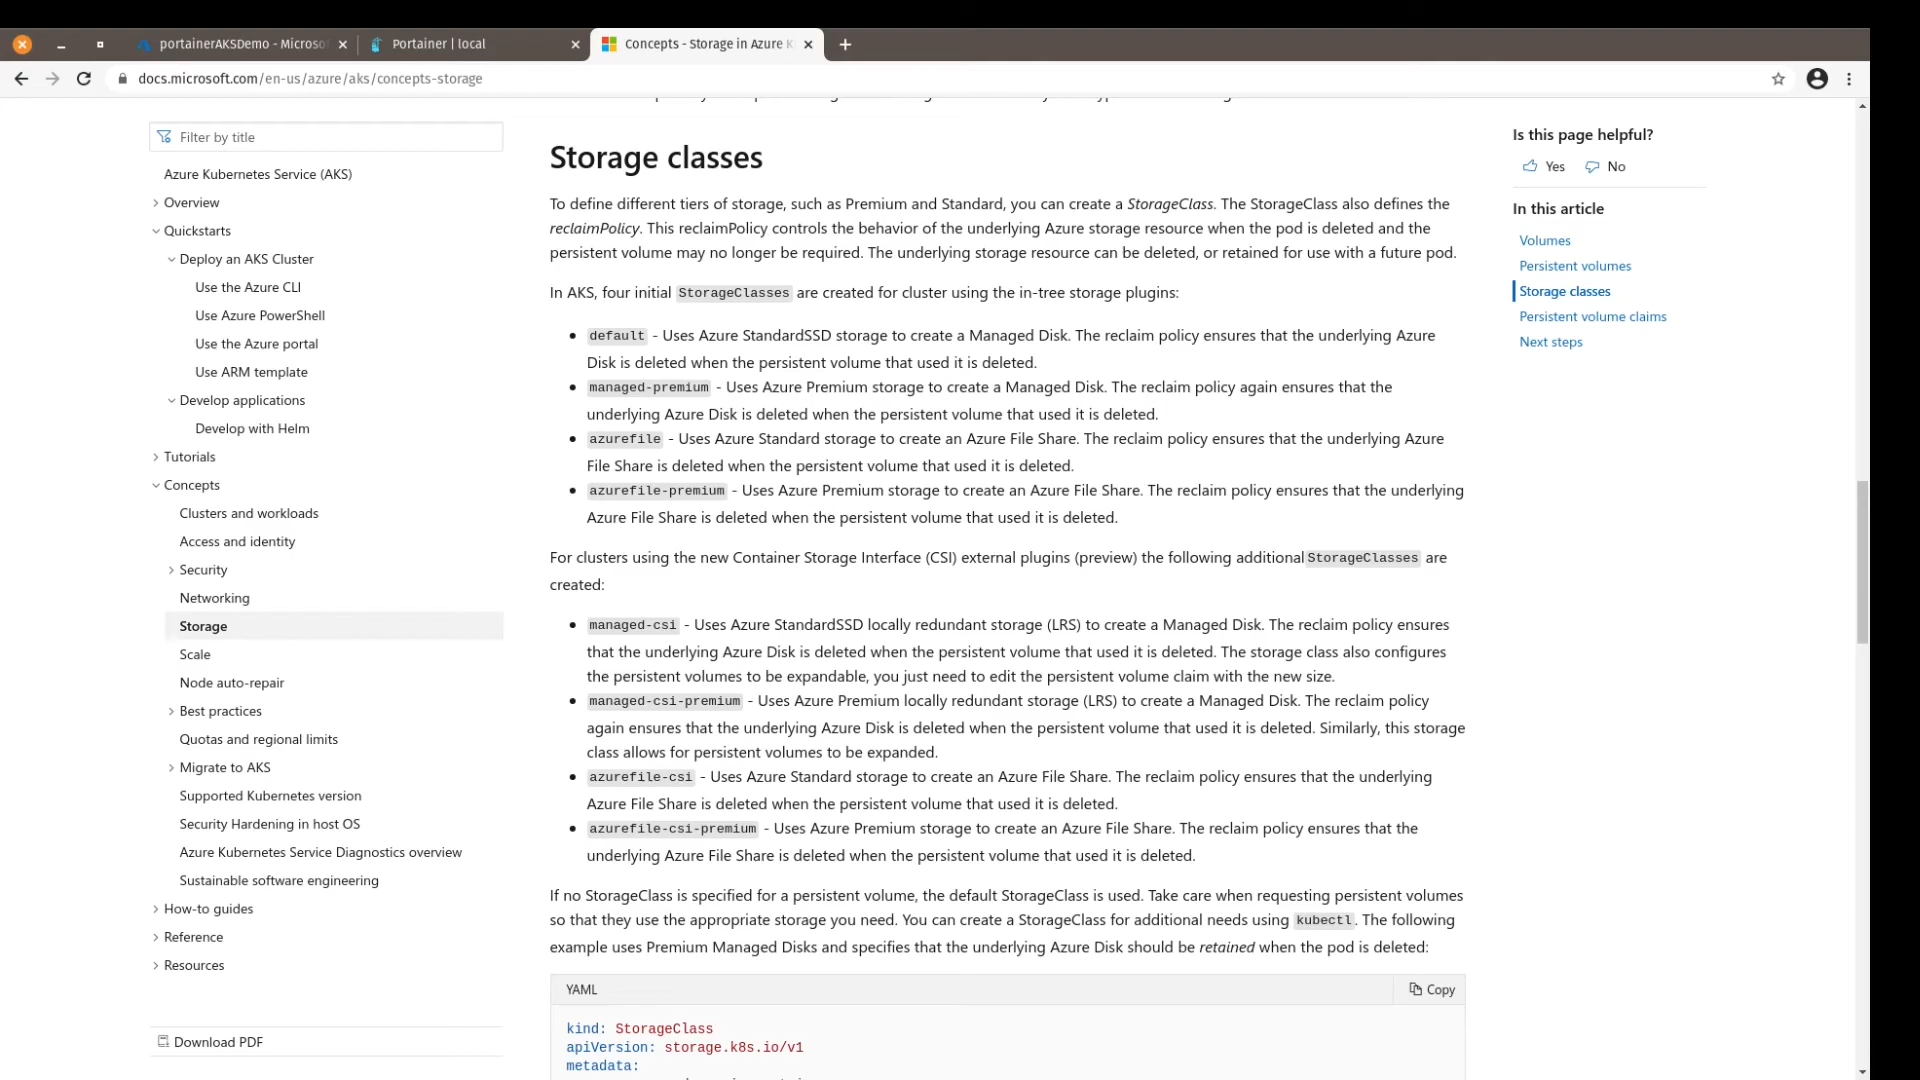 portainerAKSDemo - Microso
Portainer | local
Concepts - Storage in Azure K
docs.microsoft.com/en-us/azure/aks/concepts-storage
Filter by title
Azure Kubernetes Service (AKS)
Overview
Quickstarts
Deploy an AKS Cluster
Use the Azure CLI
Use Azure PowerShell
Use the Azure portal
Use ARM template
Develop applications
Develop with Helm
Tutorials
Concepts
Clusters and workloads
Access and identity
Security
Networking
Storage
Scale
Node auto-repair
Best practices
Quotas and regional limits
Migrate to AKS
Supported Kubernetes version
Security Hardening in host OS
Azure Kubernetes Service Diagnostics overview
Sustainable software engineering
How-to guides
Reference
Resources
Download PDF
Storage classes
To define different tiers of storage, such as Premium and Standard, you can create a StorageClass. The StorageClass also defines the
reclaimPolicy. This reclaimPolicy controls the behavior of the underlying Azure storage resource when the pod is deleted and the
persistent volume may no longer be required. The underlying storage resource can be deleted, or retained for use with a future pod.
In AKS, four initial StorageClasses are created for cluster using the in-tree storage plugins:
• default - Uses Azure StandardSSD storage to create a Managed Disk. The reclaim policy ensures that the underlying Azure
Disk is deleted when the persistent volume that used it is deleted.
• managed-premium - Uses Azure Premium storage to create a Managed Disk. The reclaim policy again ensures that the
underlying Azure Disk is deleted when the persistent volume that used it is deleted.
• azurefile - Uses Azure Standard storage to create an Azure File Share. The reclaim policy ensures that the underlying Azure
File Share is deleted when the persistent volume that used it is deleted.
• azurefile-premium - Uses Azure Premium storage to create an Azure File Share. The reclaim policy ensures that the underlying
Azure File Share is deleted when the persistent volume that used it is deleted.
For clusters using the new Container Storage Interface (CSI) external plugins (preview) the following additional StorageClasses are
created:
• managed-csi - Uses Azure StandardSSD locally redundant storage (LRS) to create a Managed Disk. The reclaim policy ensures
that the underlying Azure Disk is deleted when the persistent volume that used it is deleted. The storage class also configures
the persistent volumes to be expandable, you just need to edit the persistent volume claim with the new size.
• managed-csi-premium - Uses Azure Premium locally redundant storage (LRS) to create a Managed Disk. The reclaim policy
again ensures that the underlying Azure Disk is deleted when the persistent volume that used it is deleted. Similarly, this storage
class allows for persistent volumes to be expanded.
• azurefile-csi - Uses Azure Standard storage to create an Azure File Share. The reclaim policy ensures that the underlying
Azure File Share is deleted when the persistent volume that used it is deleted.
• azurefile-csi-premium - Uses Azure Premium storage to create an Azure File Share. The reclaim policy ensures that the
underlying Azure File Share is deleted when the persistent volume that used it is deleted.
If no StorageClass is specified for a persistent volume, the default StorageClass is used. Take care when requesting persistent volumes
so that they use the appropriate storage you need. You can create a StorageClass for additional needs using kubectl. The following
example uses Premium Managed Disks and specifies that the underlying Azure Disk should be retained when the pod is deleted:
YAML
Copy
kind: StorageClass
apiVersion: storage.k8s.io/v1
metadata:
Is this page helpful?
Yes No
In this article
Volumes
Persistent volumes
Storage classes
Persistent volume claims
Next steps